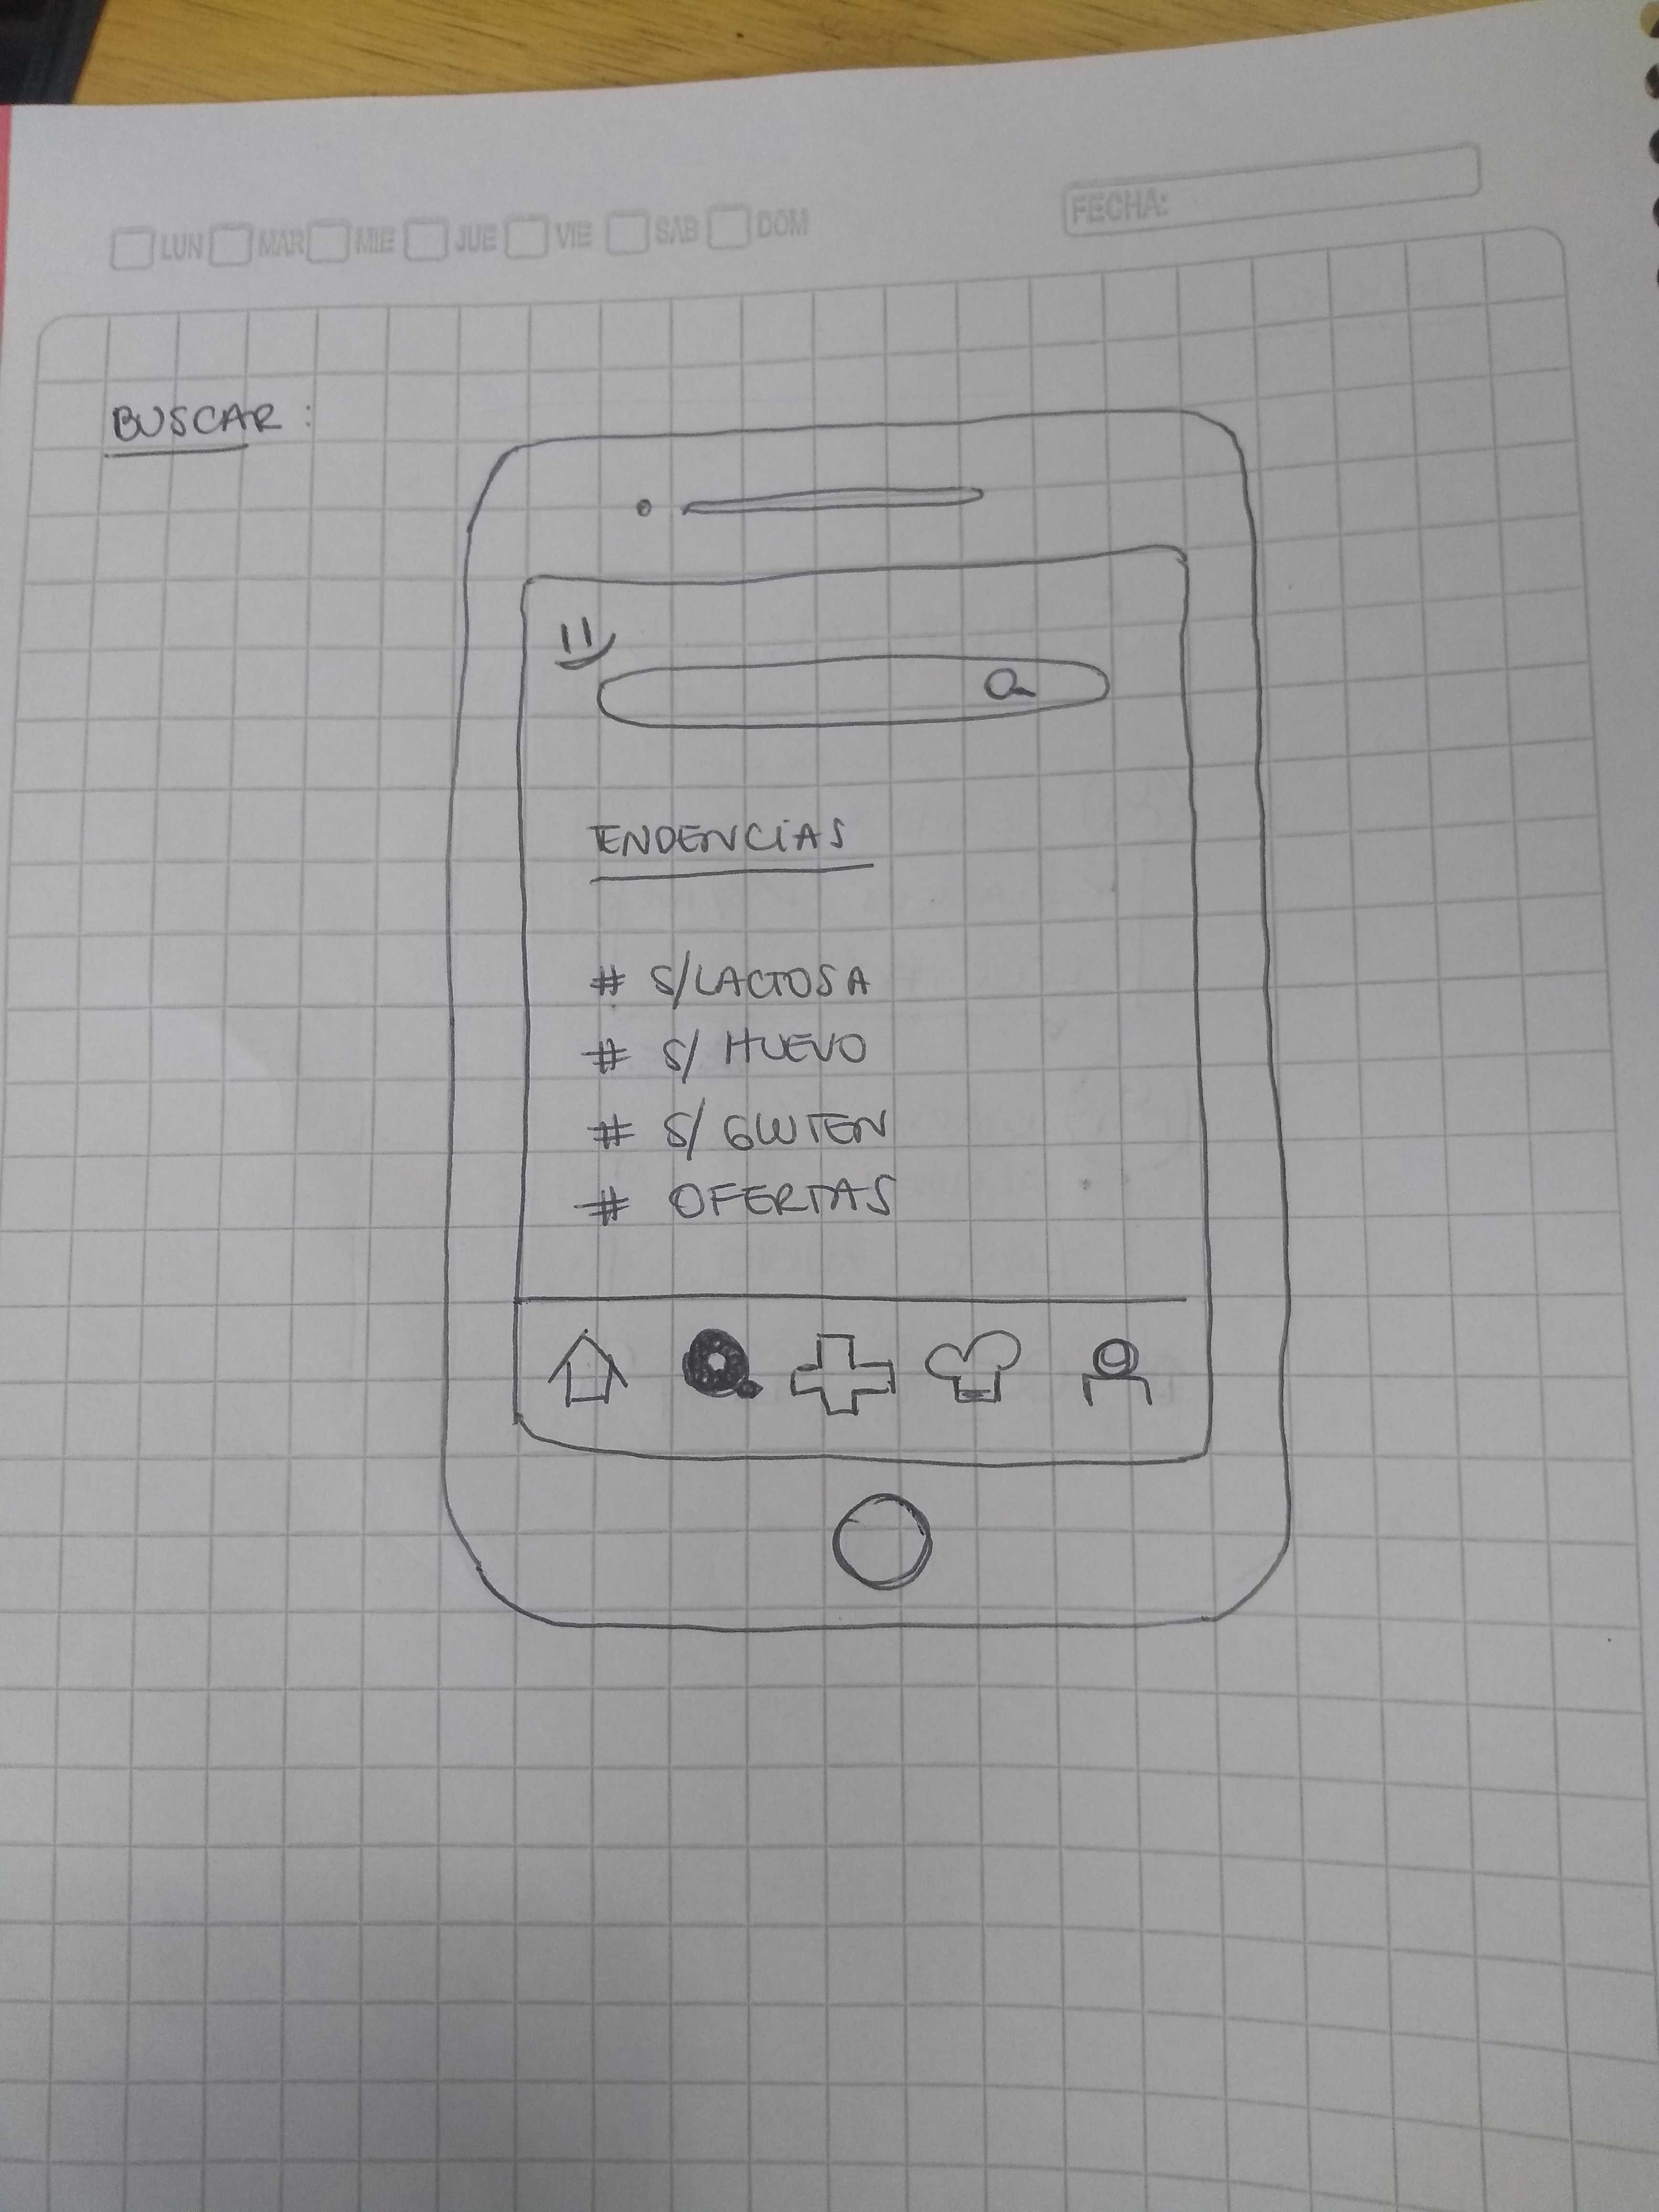 LUN MAR MIE JUE VIE SAB DOM FECHA:
BUSCAR:
TENDENCIAS
# S/LACTOSA
# S/ HUEVO
# S/ GLUTEN
# OFERTAS